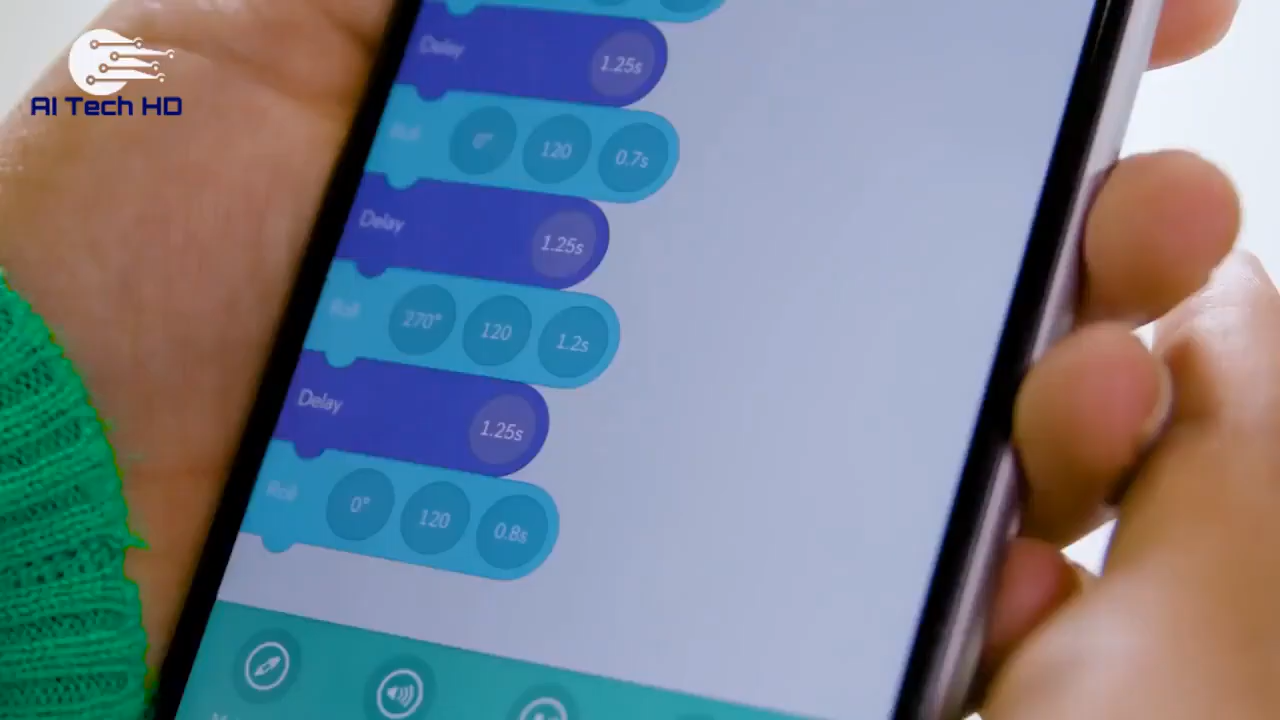 AI Tech HD
Delay 1.25s
Roll 0° 120 0.7s
Delay 1.25s
Roll 270° 120 1.2s
Delay 1.25s
Roll 0° 120 0.8s